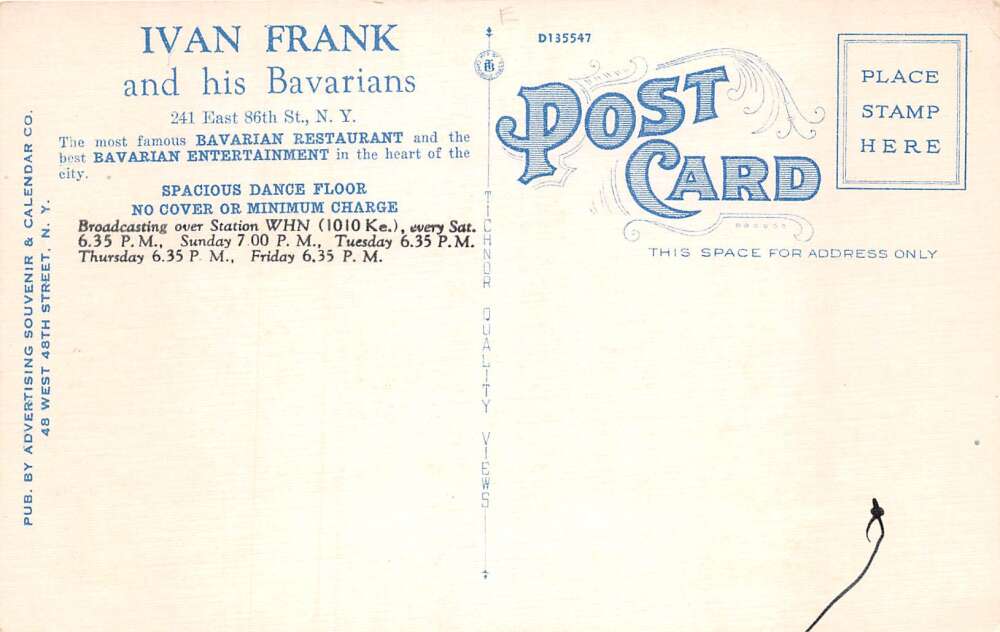 IVAN FRANK
and his Bavarians
241 East 86th St., N. Y.
The most famous BAVARIAN RESTAURANT and the
best BAVARIAN ENTERTAINMENT in the heart of the
city.
SPACIOUS DANCE FLOOR
NO COVER OR MINIMUM CHARGE
Broadcasting over Station WHN (1010 Ke.), every Sat.
6.35 P. M., Sunday 7.00 P. M., Tuesday 6.35 P. M.
Thursday 6.35 P. M., Friday 6.35 P. M.
PUB. BY ADVERTISING SOUVENIR & CALENDAR CO.
48 WEST 48TH STREET, N. Y.
TICHNOR QUALITY VIEWS
E
D135547
POST
CARD
THIS SPACE FOR ADDRESS ONLY
PLACE
STAMP
HERE